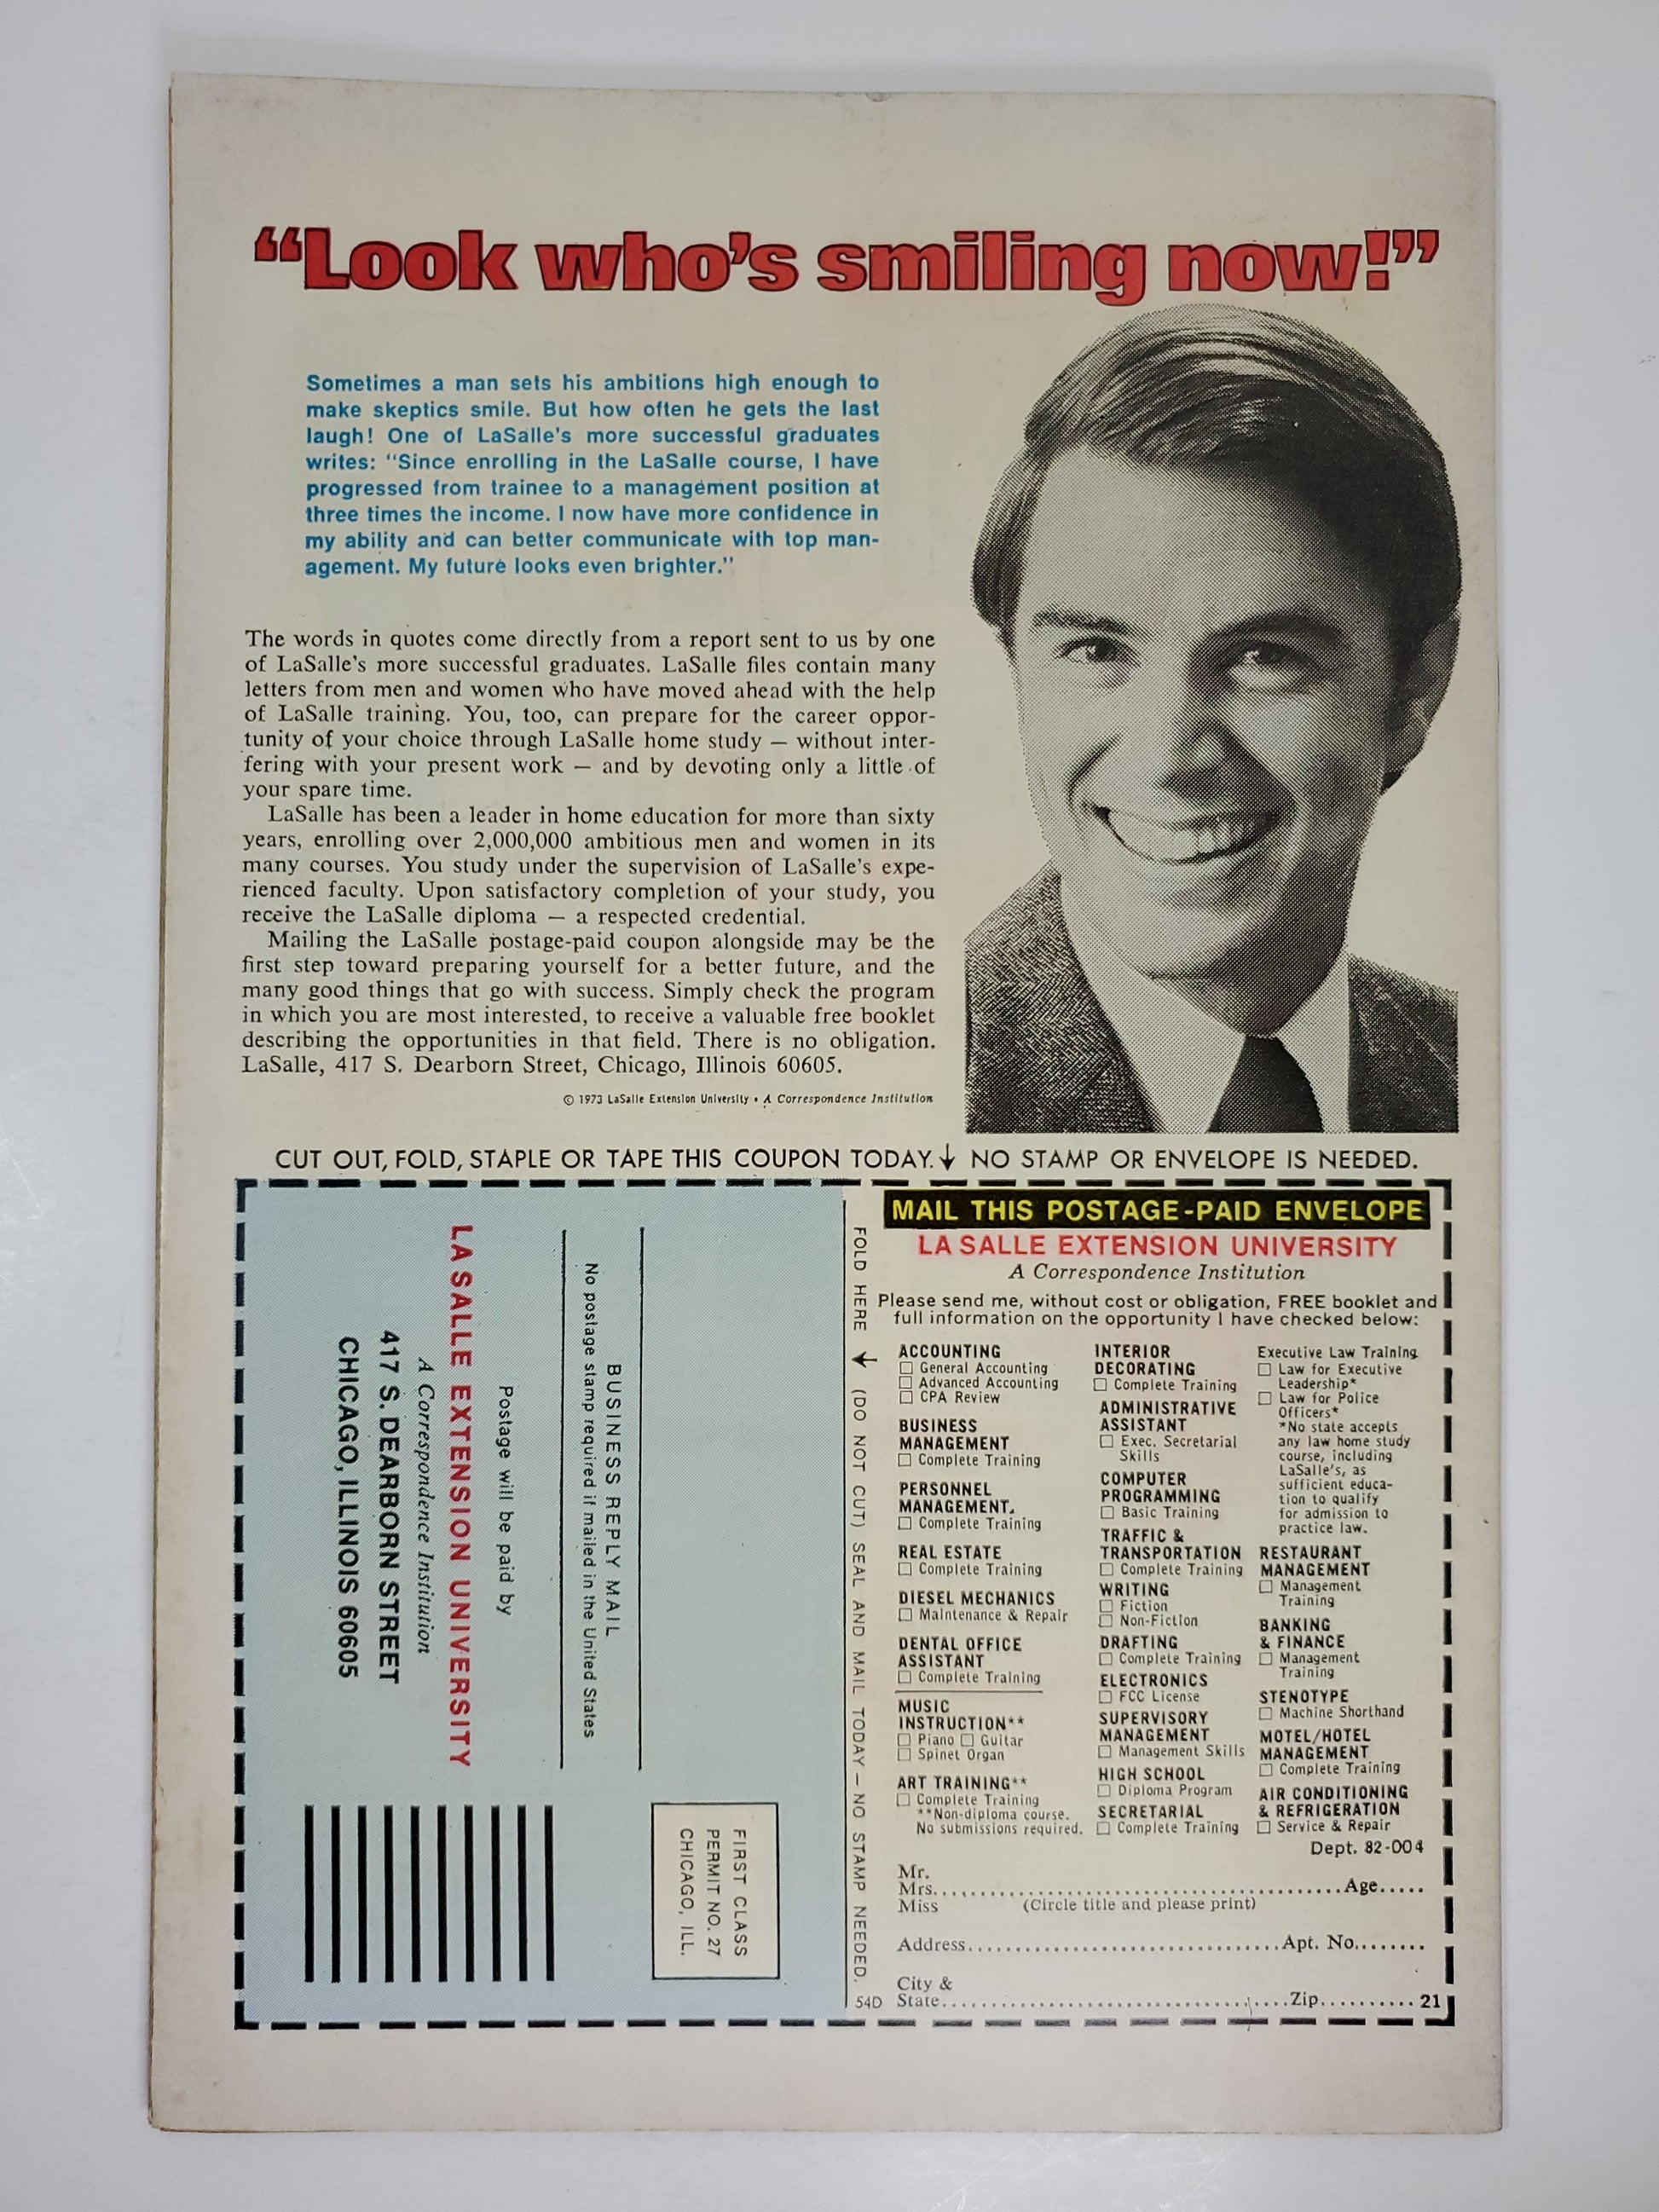 “Look who’s smiling now!”
Sometimes a man sets his ambitions high enough to
make skeptics smile. But how often he gets the last
laugh! One of LaSalle’s more successful graduates
writes: “Since enrolling in the LaSalle course, I have
progressed from trainee to a management position at
three times the income. I now have more confidence in
my ability and can better communicate with top man-
agement. My future looks even brighter.”
The words in quotes come directly from a report sent to us by one
of LaSalle’s more successful graduates. LaSalle files contain many
letters from men and women who have moved ahead with the help
of LaSalle training. You, too, can prepare for the career oppor-
tunity of your choice through LaSalle home study — without inter-
fering with your present work — and by devoting only a little of
your spare time.
LaSalle has been a leader in home education for more than sixty
years, enrolling over 2,000,000 ambitious men and women in its
many courses. You study under the supervision of LaSalle’s expe-
rienced faculty. Upon satisfactory completion of your study, you
receive the LaSalle diploma — a respected credential.
Mailing the LaSalle postage-paid coupon alongside may be the
first step toward preparing yourself for a better future, and the
many good things that go with success. Simply check the program
in which you are most interested, to receive a valuable free booklet
describing the opportunities in that field. There is no obligation.
LaSalle, 417 S. Dearborn Street, Chicago, Illinois 60605.
© 1973 LaSalle Extension University • A Correspondence Institution
CUT OUT, FOLD, STAPLE OR TAPE THIS COUPON TODAY.↓ NO STAMP OR ENVELOPE IS NEEDED.
FIRST CLASS
PERMIT NO. 27
CHICAGO, ILL.
BUSINESS REPLY MAIL
No postage stamp required if mailed in the United States
Postage will be paid by
LA SALLE EXTENSION UNIVERSITY
A Correspondence Institution
417 S. DEARBORN STREET
CHICAGO, ILLINOIS 60605
FOLD HERE → (DO NOT CUT) SEAL AND MAIL TODAY — NO STAMP NEEDED.
MAIL THIS POSTAGE-PAID ENVELOPE
LA SALLE EXTENSION UNIVERSITY
A Correspondence Institution
Please send me, without cost or obligation, FREE booklet and
full information on the opportunity I have checked below:
ACCOUNTING
☐ General Accounting
☐ Advanced Accounting
☐ CPA Review
BUSINESS
MANAGEMENT
☐ Complete Training
PERSONNEL
MANAGEMENT
☐ Complete Training
REAL ESTATE
☐ Complete Training
DIESEL MECHANICS
☐ Maintenance & Repair
DENTAL OFFICE
ASSISTANT
☐ Complete Training
MUSIC
INSTRUCTION**
☐ Piano ☐ Guitar
☐ Spinet Organ
ART TRAINING**
☐ Complete Training
**Non-diploma course.
No submissions required.
INTERIOR
DECORATING
☐ Complete Training
ADMINISTRATIVE
ASSISTANT
☐ Exec. Secretarial
Skills
COMPUTER
PROGRAMMING
☐ Basic Training
TRAFFIC &
TRANSPORTATION
☐ Complete Training
WRITING
☐ Fiction
☐ Non-Fiction
DRAFTING
☐ Complete Training
ELECTRONICS
☐ FCC License
SUPERVISORY
MANAGEMENT
☐ Management Skills
HIGH SCHOOL
☐ Diploma Program
SECRETARIAL
☐ Complete Training
Executive Law Training
☐ Law for Executive
Leadership*
☐ Law for Police
Officers*
*No state accepts
any law home study
course, including
LaSalle’s, as
sufficient educa-
tion to qualify
for admission to
practice law.
RESTAURANT
MANAGEMENT
☐ Management
Training
BANKING
& FINANCE
☐ Management
Training
STENOTYPE
☐ Machine Shorthand
MOTEL/HOTEL
MANAGEMENT
☐ Complete Training
AIR CONDITIONING
& REFRIGERATION
☐ Service & Repair
Dept. 82-004
Mr.
Mrs. Age
Miss (Circle title and please print)
Address Apt. No.
City &
54D State Zip 21